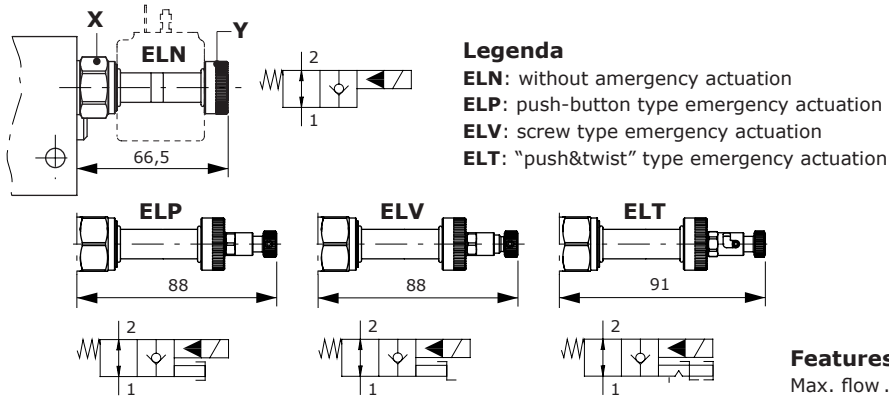 X
Y
ELN
66,5
2
1
Legenda
ELN: without amergency actuation
ELP: push-button type emergency actuation
ELV: screw type emergency actuation
ELT: “push&twist” type emergency actuation
ELP
ELV
ELT
88
88
91
2
2
2
1
1
1
Features
Max. flow .